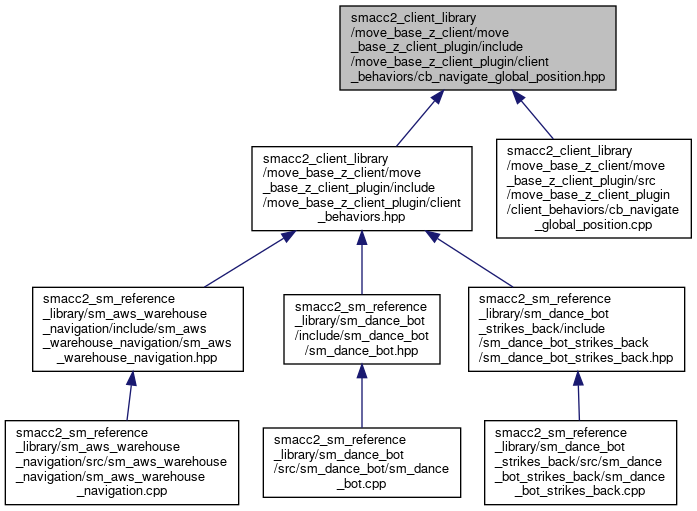 smacc2_client_library
/move_base_z_client/move
_base_z_client_plugin/include
/move_base_z_client_plugin/client
_behaviors/cb_navigate_global_position.hpp
smacc2_client_library
/move_base_z_client/move
_base_z_client_plugin/include
/move_base_z_client_plugin/client
_behaviors.hpp
smacc2_client_library
/move_base_z_client/move
_base_z_client_plugin/src
/move_base_z_client_plugin
/client_behaviors/cb_navigate
_global_position.cpp
smacc2_sm_reference
_library/sm_aws_warehouse
_navigation/include/sm_aws
_warehouse_navigation/sm_aws
_warehouse_navigation.hpp
smacc2_sm_reference
_library/sm_dance_bot
/include/sm_dance_bot
/sm_dance_bot.hpp
smacc2_sm_reference
_library/sm_dance_bot
_strikes_back/include
/sm_dance_bot_strikes_back
/sm_dance_bot_strikes_back.hpp
smacc2_sm_reference
_library/sm_aws_warehouse
_navigation/src/sm_aws_warehouse
_navigation/sm_aws_warehouse
_navigation.cpp
smacc2_sm_reference
_library/sm_dance_bot
/src/sm_dance_bot/sm_dance
_bot.cpp
smacc2_sm_reference
_library/sm_dance_bot
_strikes_back/src/sm_dance
_bot_strikes_back/sm_dance
_bot_strikes_back.cpp